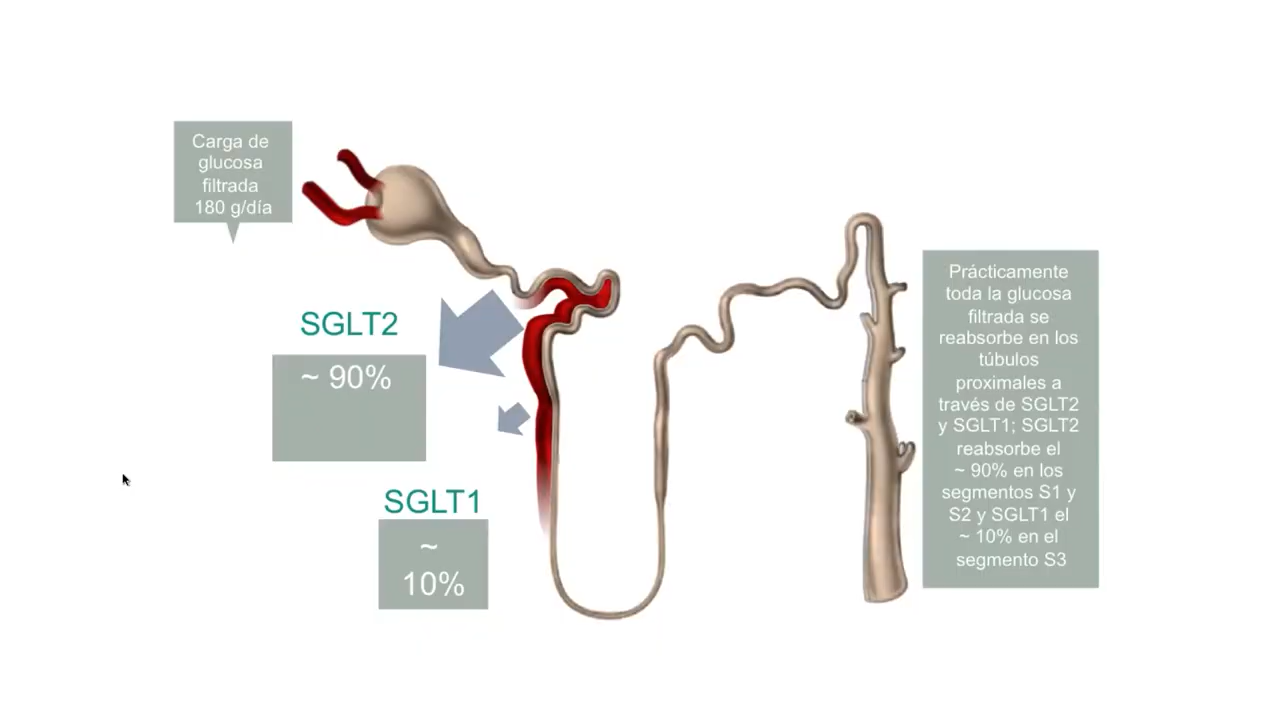 Carga de
glucosa
filtrada
180 g/día
SGLT2
~ 90%
SGLT1
~
10%
Prácticamente
toda la glucosa
filtrada se
reabsorbe en los
túbulos
proximales a
través de SGLT2
y SGLT1; SGLT2
reabsorbe el
~ 90% en los
segmentos S1 y
S2 y SGLT1 el
~ 10% en el
segmento S3